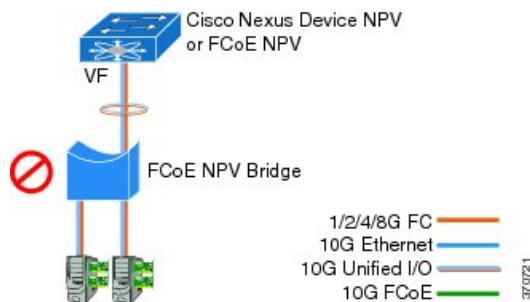 Cisco Nexus Device NPV
or FCoE NPV
VF
FCoE NPV Bridge
1/2/4/8G FC
10G Ethernet
10G Unified I/O
10G FCoE
370721